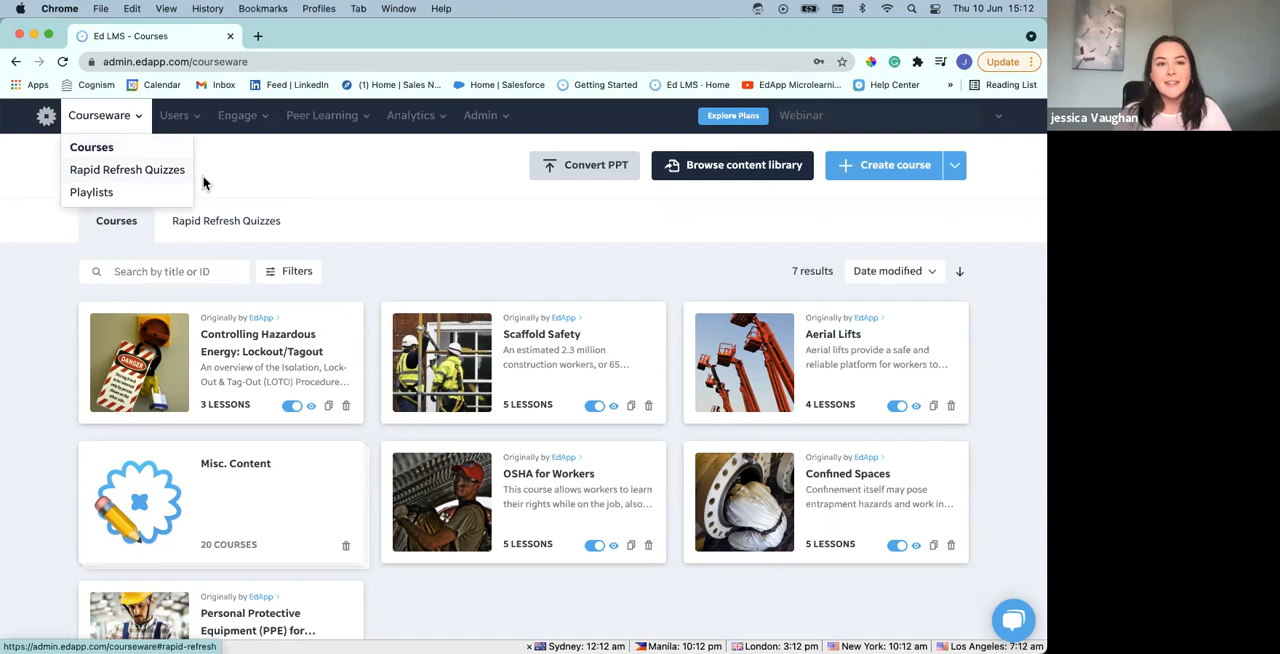 Chrome File Edit View History Bookmarks Profiles Tab Window Help Thu 10 Jun 15:12
Ed LMS - Courses
admin.edapp.com/courseware Update
Apps Cognism Calendar Inbox Feed | LinkedIn (1) Home | Sales N... Home | Salesforce Getting Started Ed LMS - Home EdApp Microlearni... Help Center » Reading List
Courseware Users Engage Peer Learning Analytics Admin Explore Plans Webinar
jessica Vaughan
Courses
Rapid Refresh Quizzes
Playlists
Convert PPT Browse content library Create course
Courses Rapid Refresh Quizzes
Search by title or ID Filters 7 results Date modified
Originally by EdApp
Controlling Hazardous
Energy: Lockout/Tagout
An overview of the Isolation, Lock-
Out & Tag-Out (LOTO) Procedure...
3 LESSONS
DANGER
Originally by EdApp
Scaffold Safety
An estimated 2.3 million
construction workers, or 65...
5 LESSONS
Originally by EdApp
Aerial Lifts
Aerial lifts provide a safe and
reliable platform for workers to...
4 LESSONS
Misc. Content
20 COURSES
Originally by EdApp
OSHA for Workers
This course allows workers to learn
their rights while on the job, also...
5 LESSONS
Originally by EdApp
Confined Spaces
Confinement itself may pose
entrapment hazards and work in...
5 LESSONS
Originally by EdApp
Personal Protective
Equipment (PPE) for...
https://admin.edapp.com/courseware#rapid-refresh
× Sydney: 12:12 am Manila: 10:12 pm London: 3:12 pm New York: 10:12 am Los Angeles: 7:12 am